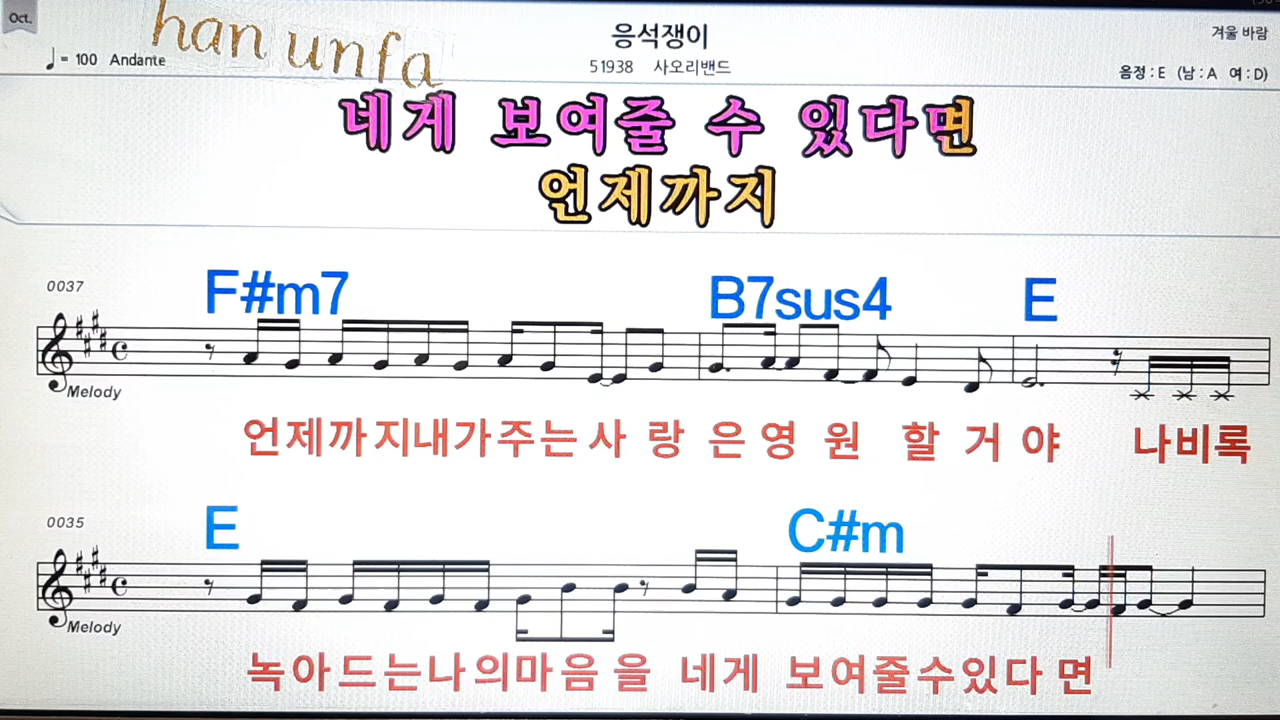 Oct.
han unfa
응석쟁이
겨울 바람
♩= 100 Andante
51938 사오리밴드
음정 : E (남 : A 여 : D)
네게 보여줄 수 있다면
언제까지
0037
F#m7 B7sus4 E
Melody
언제까지내가주는사 랑 은영 원 할 거 야 나비록
0035
E C#m
Melody
녹아드는나의마음을 네게 보여줄수있다 면